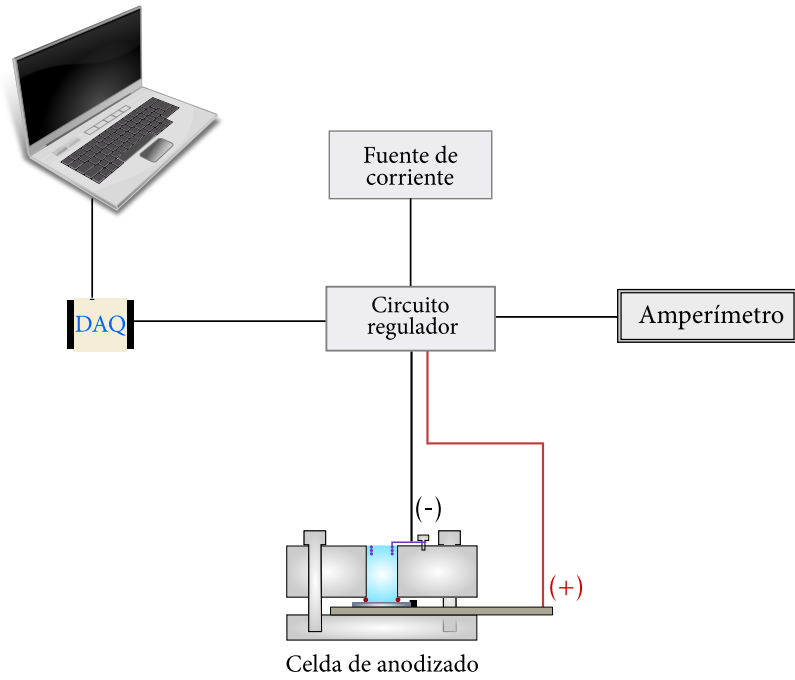 Fuente de
corriente
DAQ
Circuito
regulador
Amperímetro
(-)
(+)
Celda de anodizado